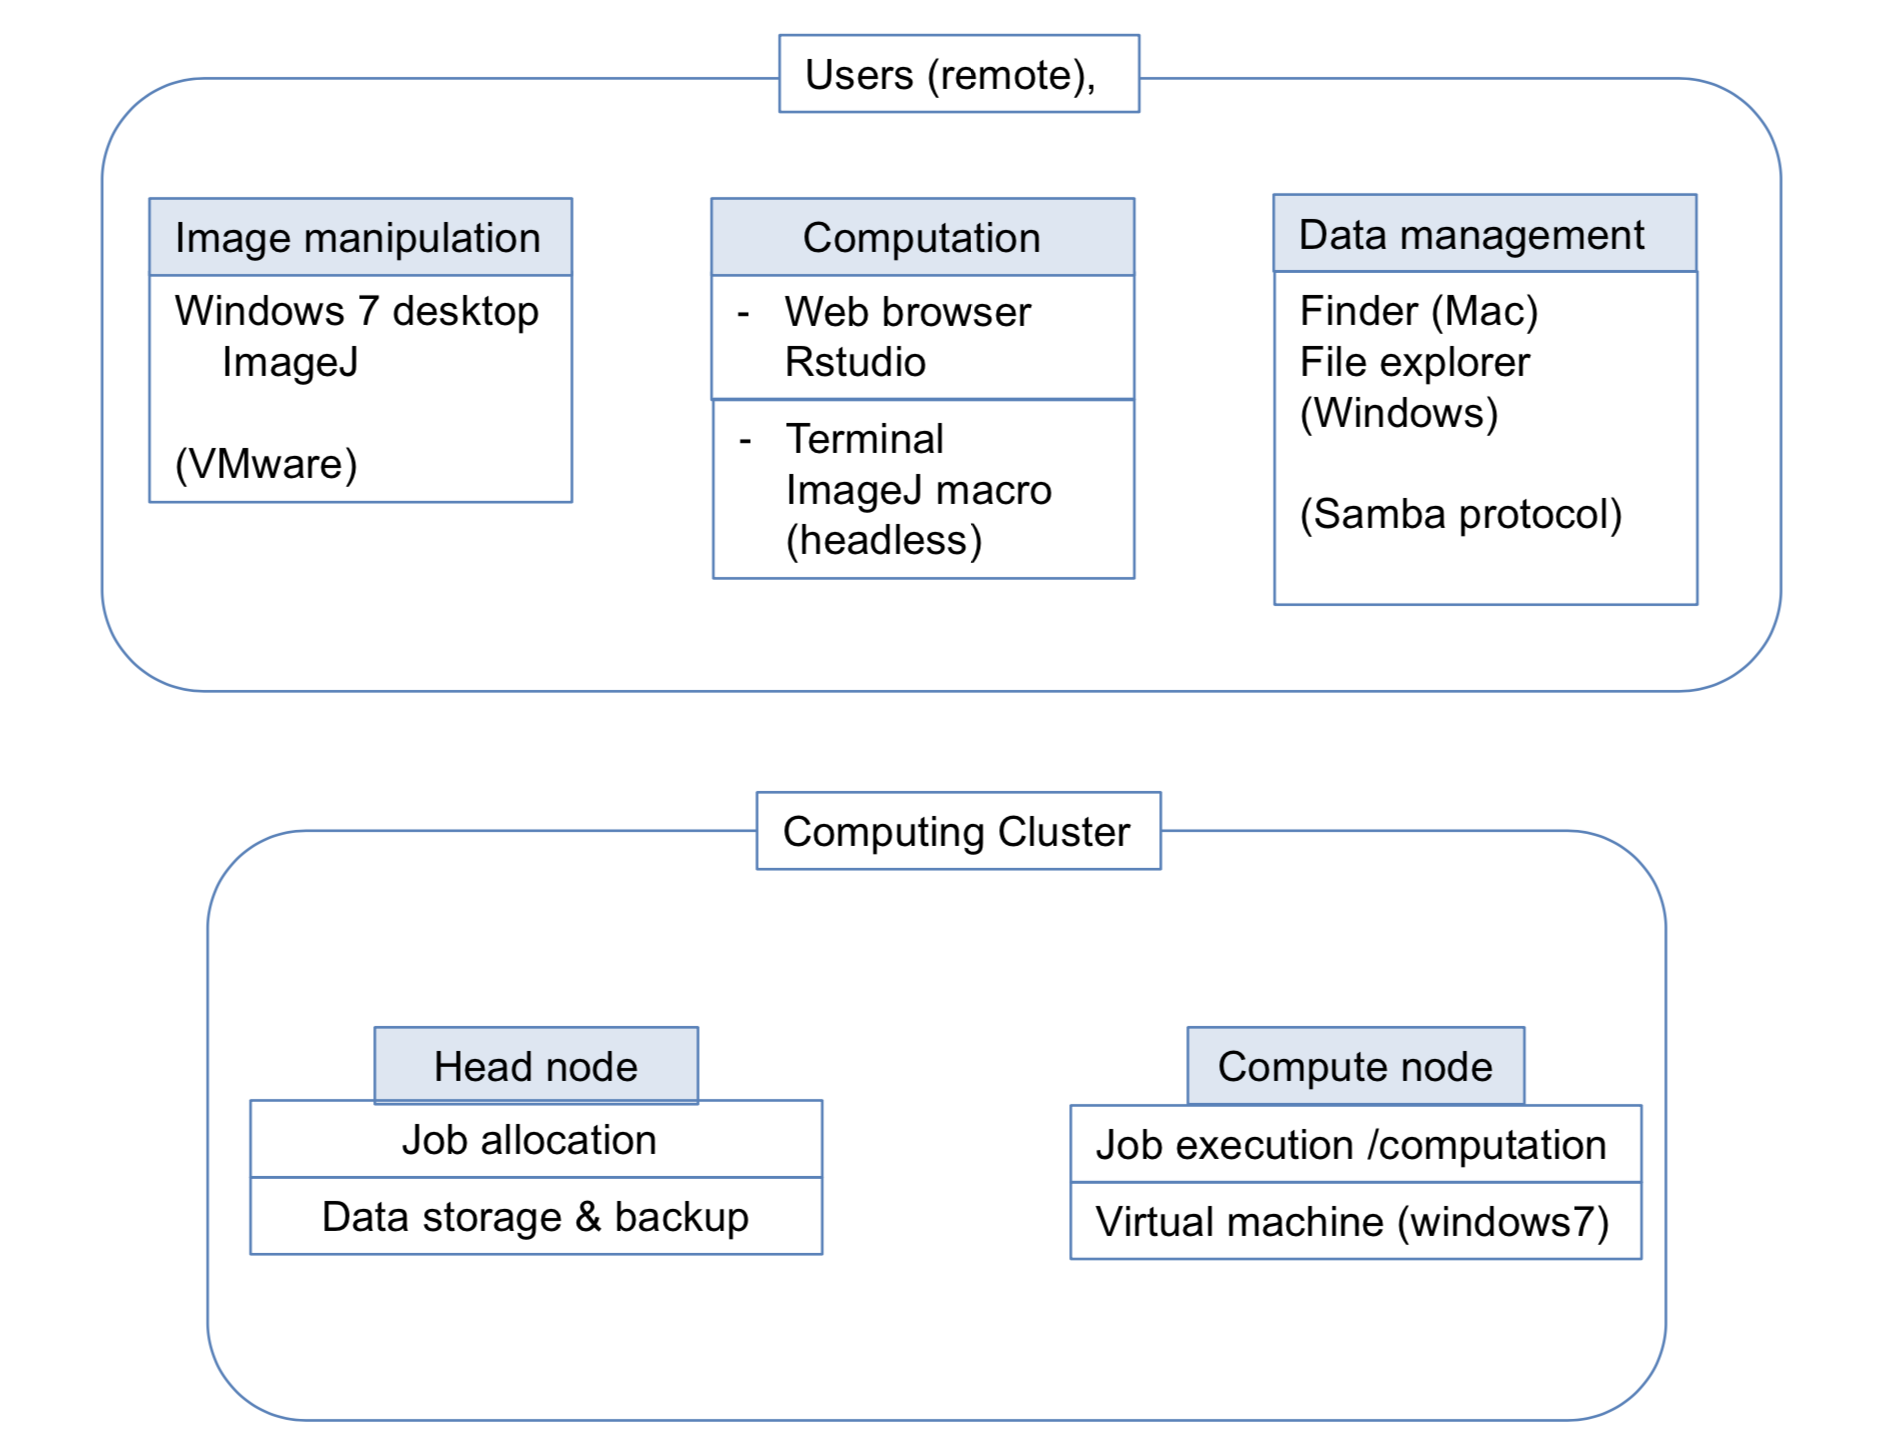 Users (remote),
Image manipulation
Windows 7 desktop
ImageJ
(VMware)
Computation
- Web browser
Rstudio
- Terminal
ImageJ macro
(headless)
Data management
Finder (Mac)
File explorer
(Windows)
(Samba protocol)
Computing Cluster
Head node
Job allocation
Data storage & backup
Compute node
Job execution /computation
Virtual machine (windows7)